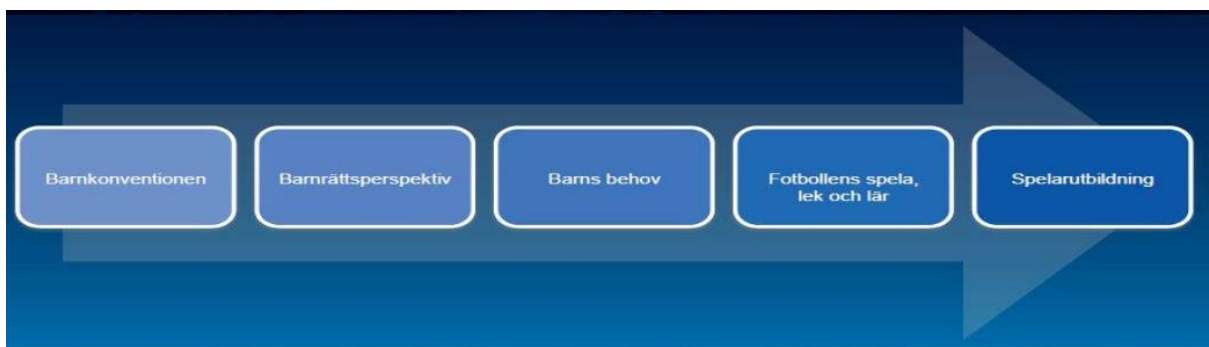 Barnkonventionen
Barnrättsperspektiv
Barns behov
Fotbollens spela,
lek och lär
Spelarutbildning